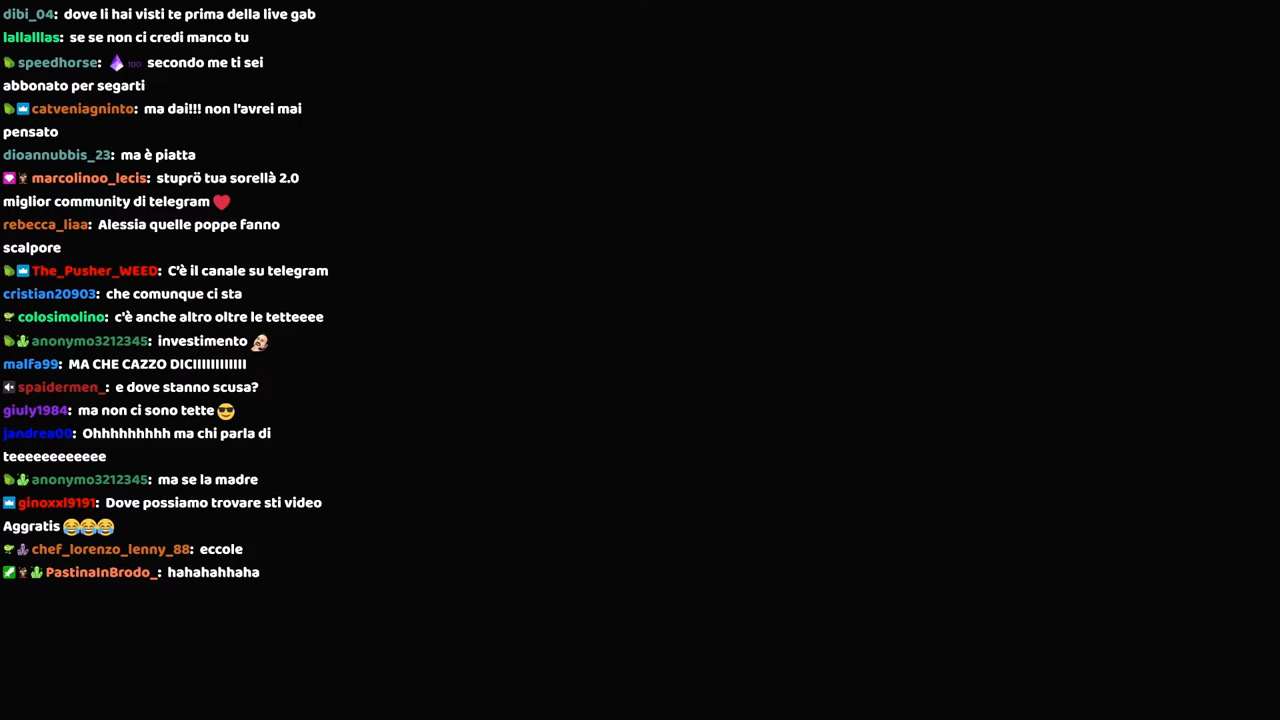 dibi_04: dove li hai visti te prima della live gab
lallalllas: se se non ci credi manco tu
speedhorse: 100 secondo me ti sei
abbonato per segarti
catveniagninto: ma dai!!! non l'avrei mai
pensato
dioannubbis_23: ma è piatta
marcolinoo_lecis: stuprö tua sorellà 2.0
miglior community di telegram ❤️
rebecca_liaa: Alessia quelle poppe fanno
scalpore
The_Pusher_WEED: C'è il canale su telegram
cristian20903: che comunque ci sta
colosimolino: c'è anche altro oltre le tetteeee
anonymo3212345: investimento
malfa99: MA CHE CAZZO DICIIIIIIIIIIII
spaidermen_: e dove stanno scusa?
giuly1984: ma non ci sono tette 😎
jandrea00: Ohhhhhhhhh ma chi parla di
teeeeeeeeeeee
anonymo3212345: ma se la madre
ginoxxl9191: Dove possiamo trovare sti video
Aggratis 😂😂😂
chef_lorenzo_lenny_88: eccole
PastinaInBrodo_: hahahahhaha